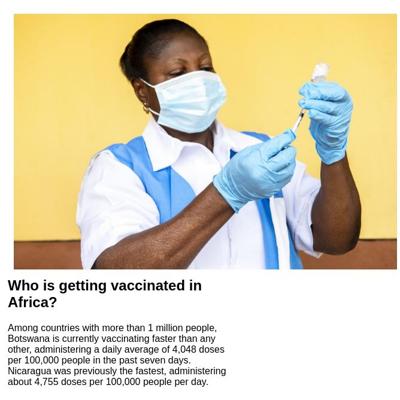 Who is getting vaccinated in
Africa?
Among countries with more than 1 million people,
Botswana is currently vaccinating faster than any
other, administering a daily average of 4,048 doses
per 100,000 people in the past seven days.
Nicaragua was previously the fastest, administering
about 4,755 doses per 100,000 people per day.